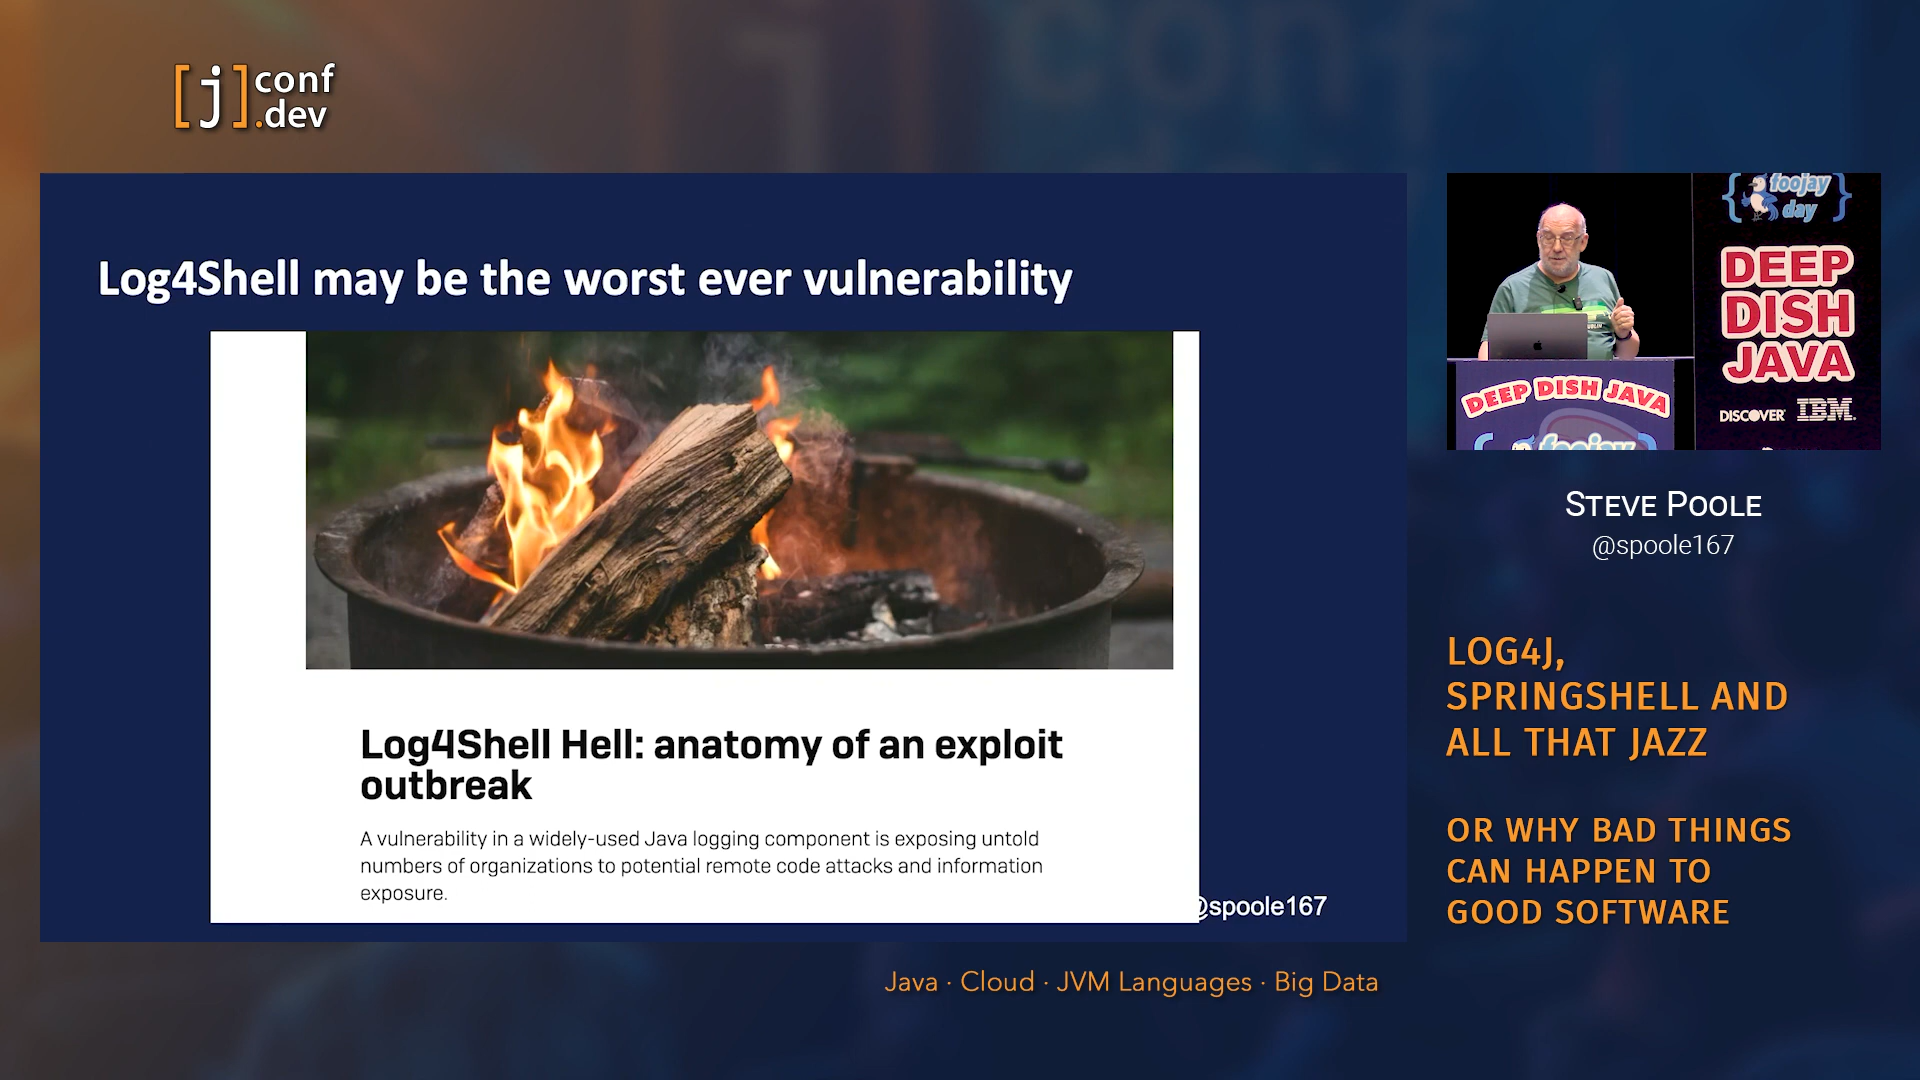 [j]conf
.dev
Log4Shell may be the worst ever vulnerability
Log4Shell Hell: anatomy of an exploit
outbreak
A vulnerability in a widely-used Java logging component is exposing untold
numbers of organizations to potential remote code attacks and information
exposure.
@spoole167
{foojay
day}
DEEP
DISH
JAVA
DISCOVER IBM
DEEP DISH JAVA
{foojay
STEVE POOLE
@spoole167
LOG4J,
SPRINGSHELL AND
ALL THAT JAZZ
OR WHY BAD THINGS
CAN HAPPEN TO
GOOD SOFTWARE
Java · Cloud · JVM Languages · Big Data